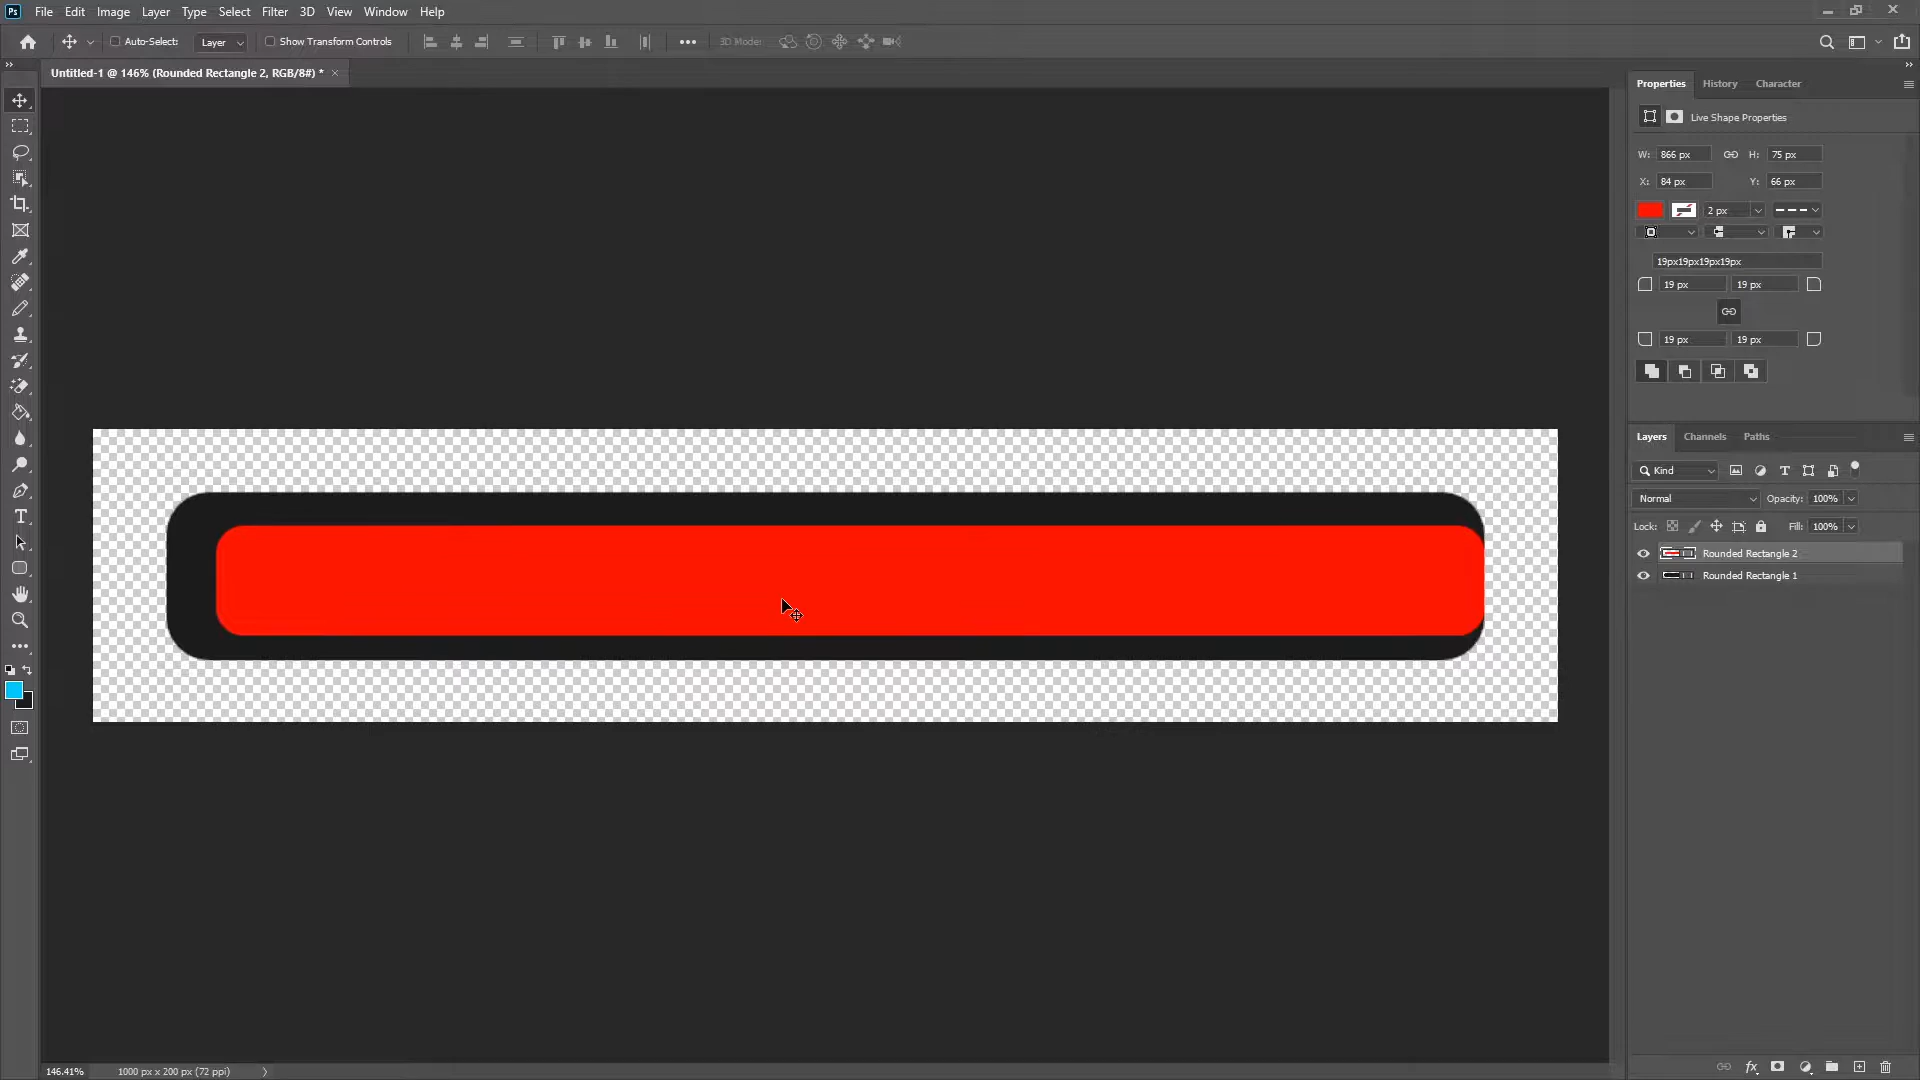 Ps File Edit Image Layer Type Select Filter 3D View Window Help
Auto-Select: Layer Show Transform Controls 3D Mode:
Untitled-1 @ 146% (Rounded Rectangle 2, RGB/8#) * ×
Properties History Character
Live Shape Properties
W: 866 px H: 75 px
X: 84 px Y: 66 px
2 px
19px19px19px19px
19 px 19 px
19 px 19 px
Layers Channels Paths
Kind
Normal Opacity: 100%
Lock: Fill: 100%
Rounded Rectangle 2
Rounded Rectangle 1
T
fx
146.41% 1000 px x 200 px (72 ppi)